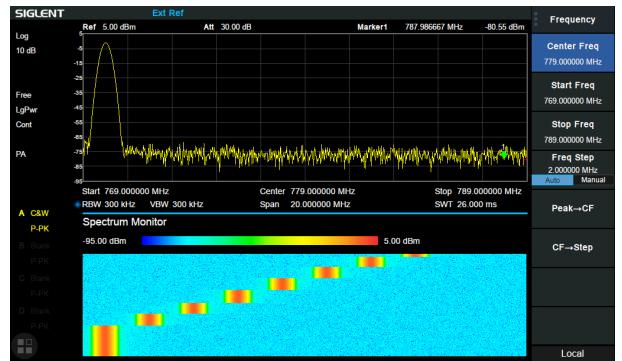 SIGLENT Ext Ref
Ref 5.00 dBm Att 30.00 dB Marker1 787.986667 MHz -80.55 dBm
Log
10 dB
Free
LgPwr
Cont
PA
5
-5
-15
-25
-35
-45
-55
-65
-75
-85
-95
Start 769.000000 MHz Center 779.000000 MHz Stop 789.000000 MHz
RBW 300 kHz VBW 300 kHz Span 20.000000 MHz SWT 26.000 ms
A C&W
P-PK
B Blank
P-PK
C Blank
P-PK
D Blank
P-PK
Spectrum Monitor
-95.00 dBm 5.00 dBm
Frequency
Center Freq
779.000000 MHz
Start Freq
769.000000 MHz
Stop Freq
789.000000 MHz
Freq Step
2.000000 MHz
Auto Manual
Peak→CF
CF→Step
Local